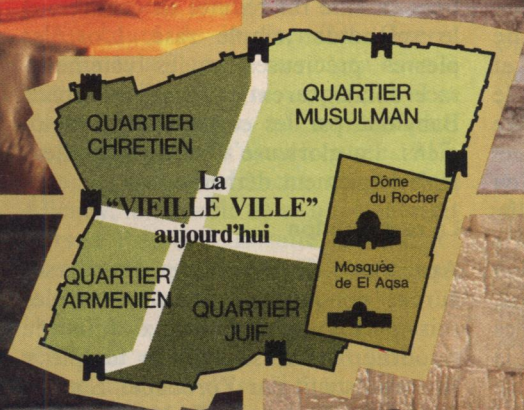 QUARTIER
MUSULMAN
QUARTIER
CHRETIEN
La
“VIEILLE VILLE”
aujourd'hui
Dôme
du Rocher
Mosquée
de El Aqsa
QUARTIER
ARMENIEN
QUARTIER
JUIF